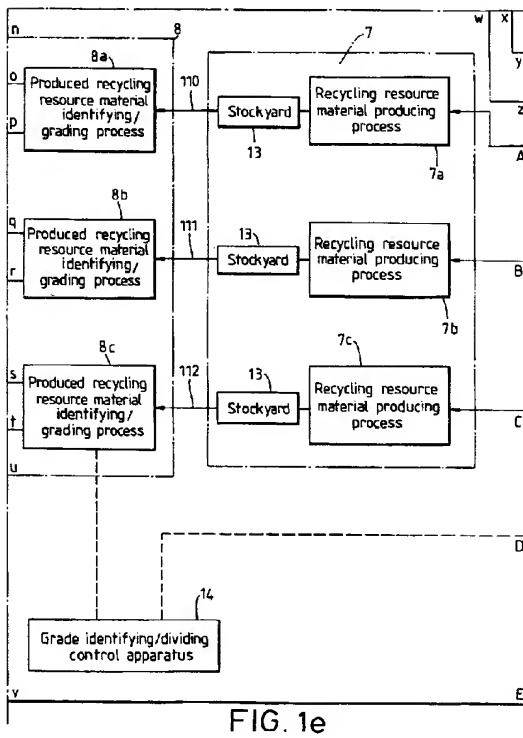 n
8
w
x
y
z
A
8a
o
p
Produced recycling
resource material
identifying/
grading process
110
Stockyard
13
7
Recycling resource
material producing
process
7a
8b
q
r
Produced recycling
resource material
identifying/
grading process
111
13
Stockyard
Recycling resource
material producing
process
7b
B
8c
s
t
Produced recycling
resource material
identifying/
grading process
112
13
Stockyard
7c
Recycling resource
material producing
process
C
u
D
14
Grade identifying/dividing
control apparatus
v
E
FIG. 1e